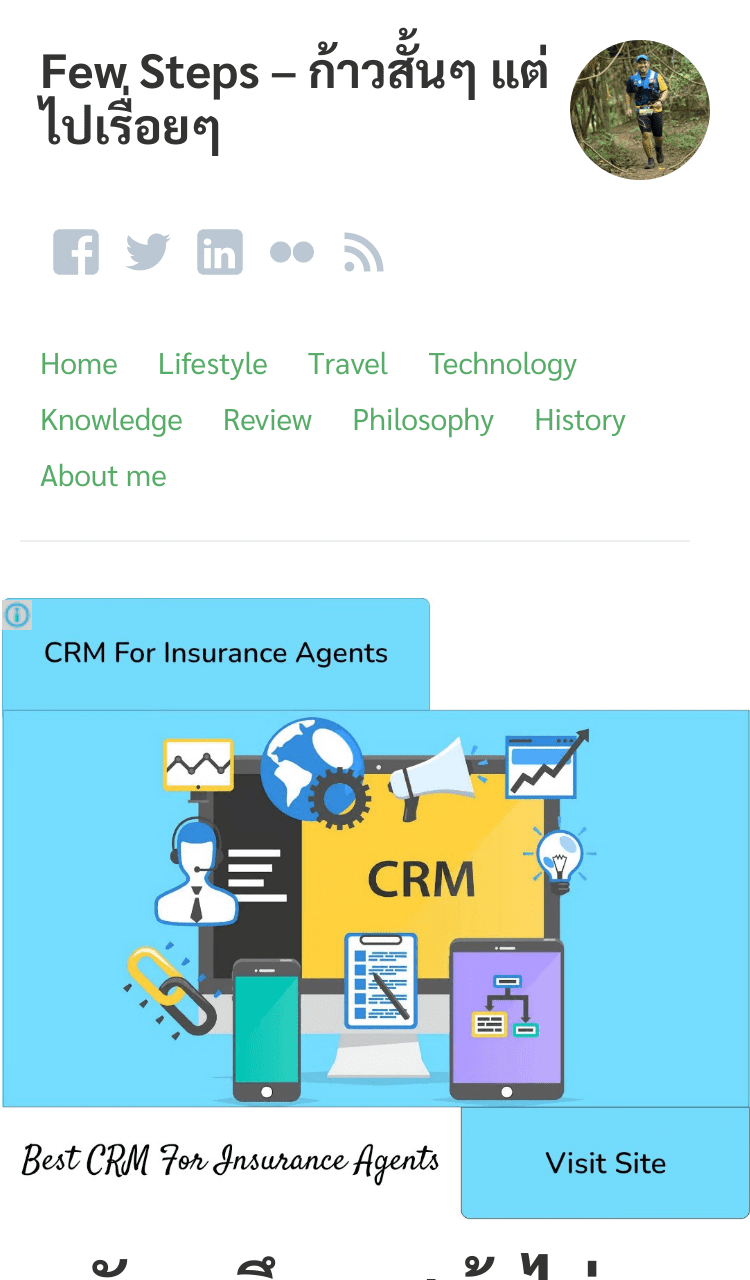 Few Steps – ก้าวสั้นๆ แต่
ไปเรื่อยๆ
Home Lifestyle Travel Technology
Knowledge Review Philosophy History
About me
CRM For Insurance Agents
CRM
Best CRM For Insurance Agents
Visit Site